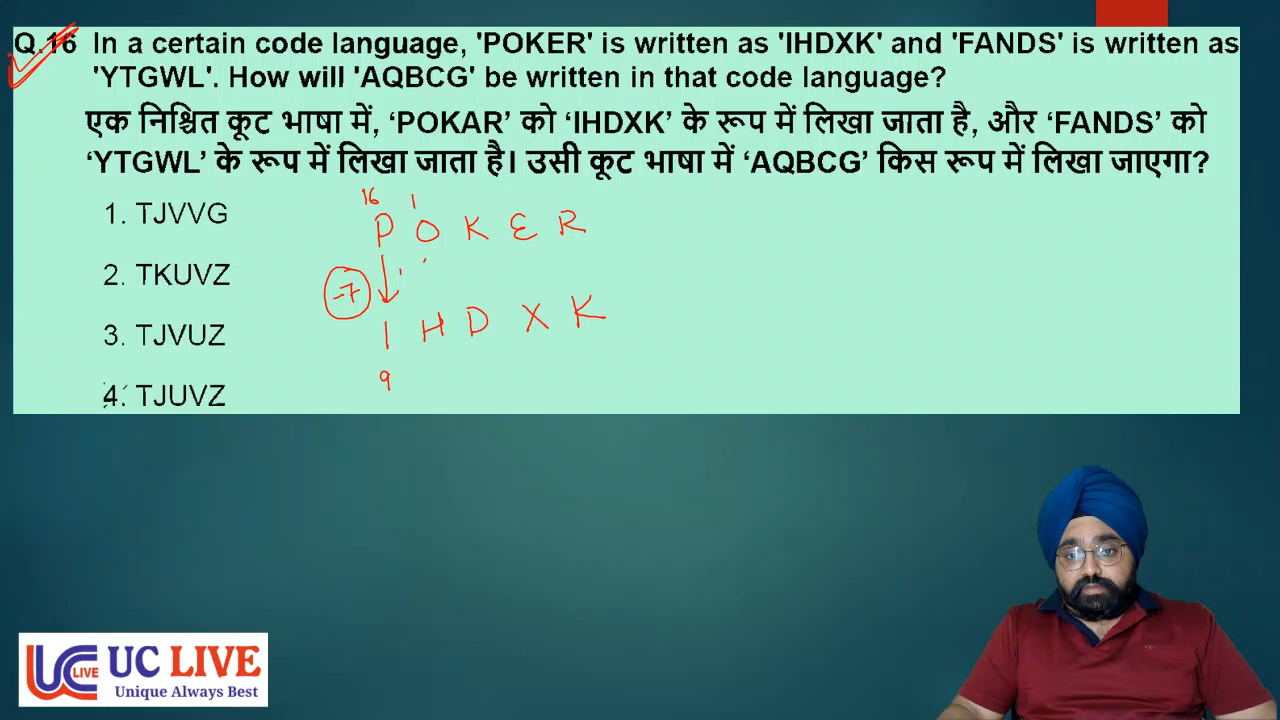 Q.16 In a certain code language, 'POKER' is written as 'IHDXK' and 'FANDS' is written as
'YTGWL'. How will 'AQBCG' be written in that code language?
एक निश्चित कूट भाषा में, ‘POKAR’ को ‘IHDXK’ के रूप में लिखा जाता है, और ‘FANDS’ को
‘YTGWL’ के रूप में लिखा जाता है। उसी कूट भाषा में ‘AQBCG’ किस रूप में लिखा जाएगा?
1. TJVVG
2. TKUVZ
3. TJVUZ
4. TJUVZ
16 1
P O K E R
-7
I H D X K
9
UC LIVE
LIVE
Unique Always Best